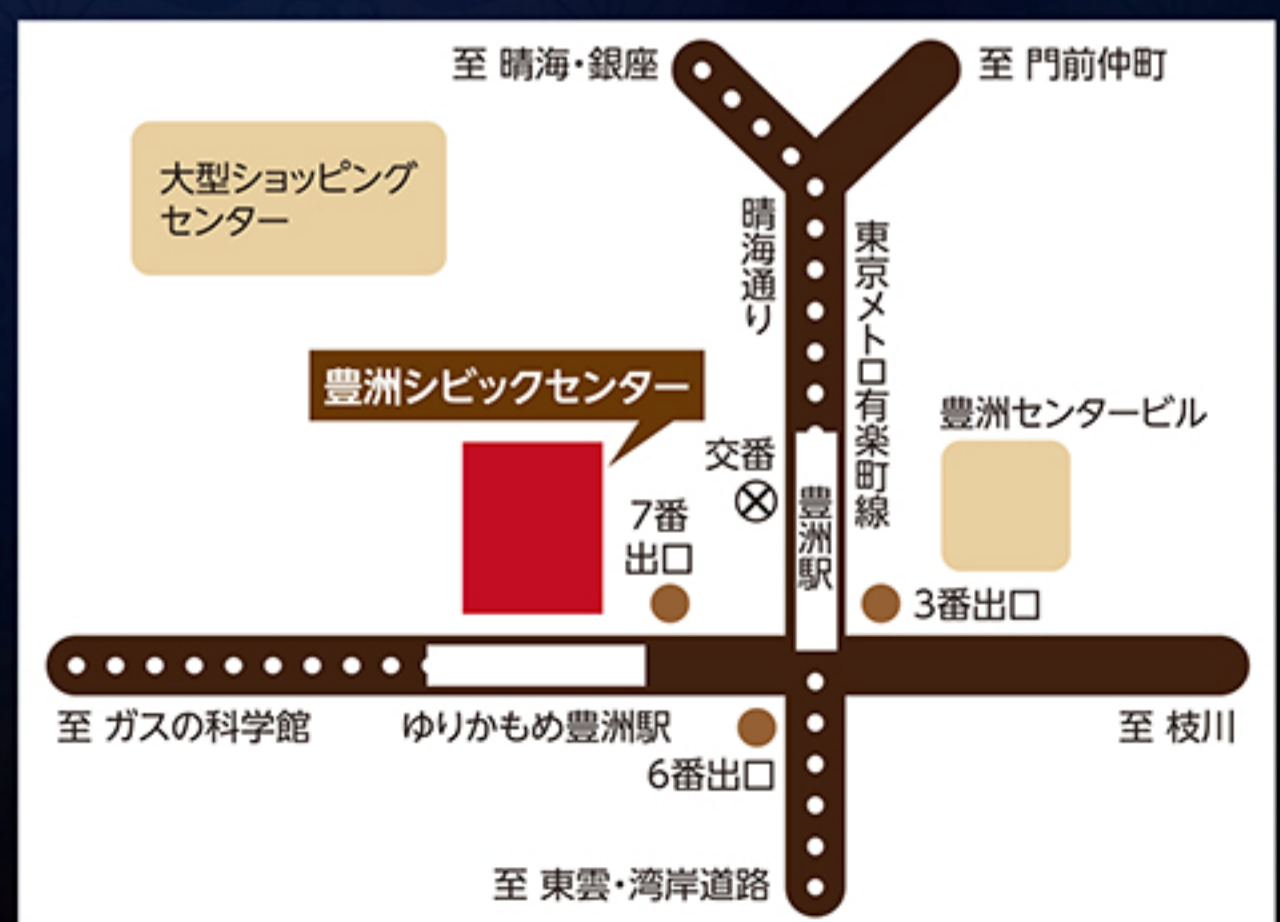 至 晴海・銀座
至 門前仲町
大型ショッピング
センター
晴海通り
東京メトロ有楽町線
豊洲シビックセンター
豊洲センタービル
交番
豊洲駅
7番
出口
3番出口
至 ガスの科学館
ゆりかもめ豊洲駅
至 枝川
6番出口
至 東雲・湾岸道路